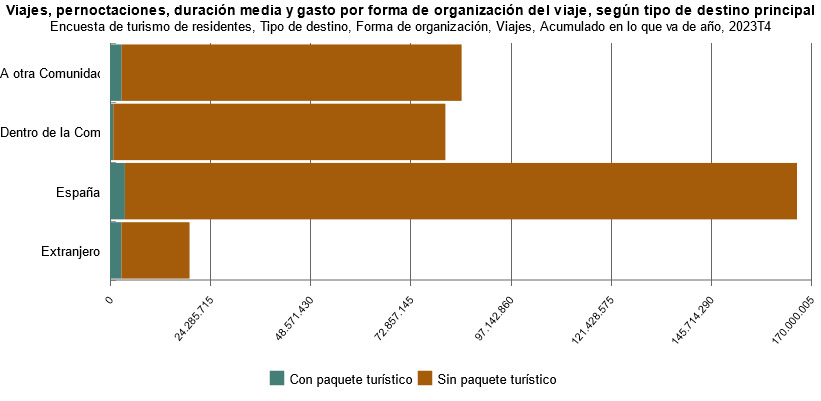 Viajes, pernoctaciones, duración media y gasto por forma de organización del viaje, según tipo de destino principal
Encuesta de turismo de residentes, Tipo de destino, Forma de organización, Viajes, Acumulado en lo que va de año, 2023T4
A otra Comunidad
Dentro de la Com
España
Extranjero
0
24.285.715
48.571.430
72.857.145
97.142.860
121.428.575
145.714.290
170.000.005
Con paquete turístico
Sin paquete turístico